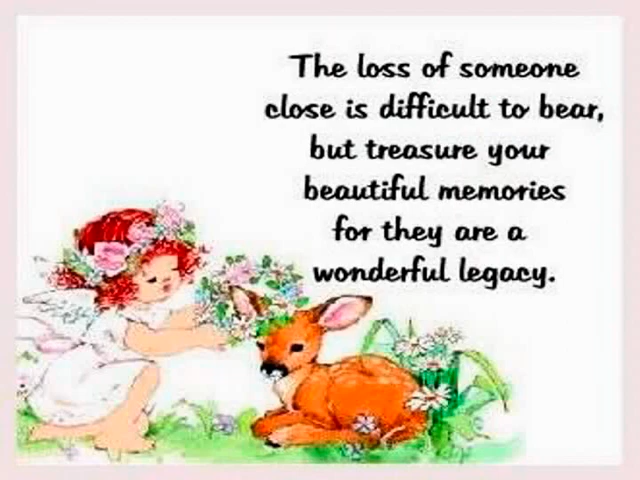 The loss of someone
close is difficult to bear,
but treasure your
beautiful memories
for they are a
wonderful legacy.